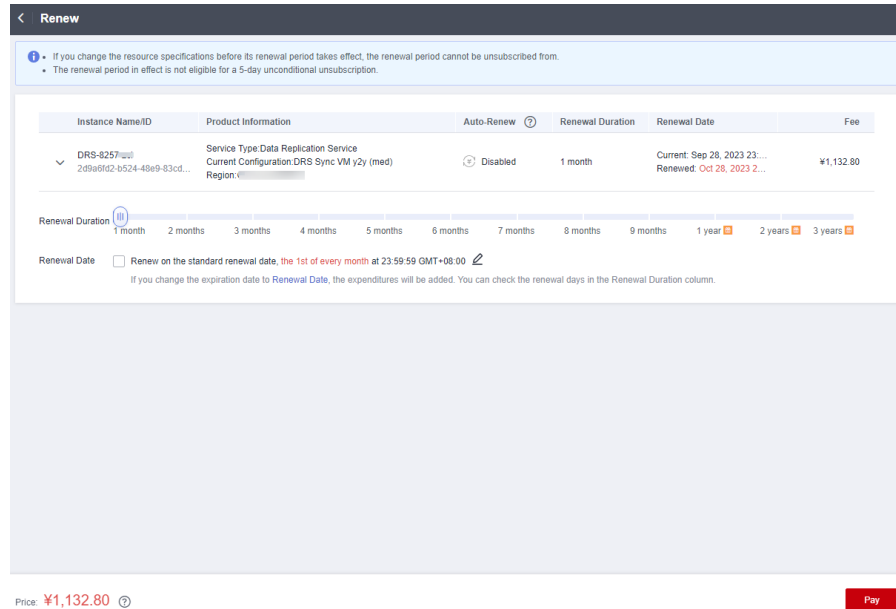 Renew
If you change the resource specifications before its renewal period takes effect, the renewal period cannot be unsubscribed from.
The renewal period in effect is not eligible for a 5-day unconditional unsubscription.
Instance Name/ID Product Information Auto-Renew Renewal Duration Renewal Date Fee
DRS-8257
2d9a6fd2-b524-48e9-83cd...
Service Type:Data Replication Service
Current Configuration:DRS Sync VM y2y (med)
Region:
Disabled
1 month
Current: Sep 28, 2023 23:...
Renewed: Oct 28, 2023 2...
¥1,132.80
Renewal Duration
1 month 2 months 3 months 4 months 5 months 6 months 7 months 8 months 9 months 1 year 2 years 3 years
Renewal Date Renew on the standard renewal date, the 1st of every month at 23:59:59 GMT+08:00
If you change the expiration date to Renewal Date, the expenditures will be added. You can check the renewal days in the Renewal Duration column.
Price: ¥1,132.80
Pay